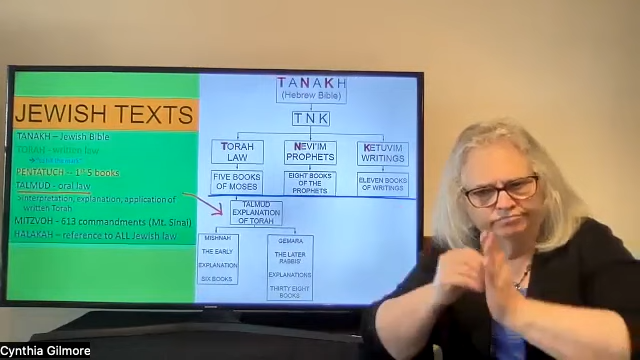 JEWISH TEXTS
TANAKH – Jewish Bible
TORAH - written law
PENTATUCH – 1st 5 books
TALMUD - oral law
interpretation, explanation, application of
written Torah
MITZVOH - 613 commandments (Mt. Sinai)
HALAKAH – reference to ALL Jewish law
TANAKH
(Hebrew Bible)
TNK
TORAH
LAW
NEVI'IM
PROPHETS
KETUVIM
WRITINGS
FIVE BOOKS
OF MOSES
EIGHT BOOKS
OF THE
PROPHETS
ELEVEN BOOKS
OF WRITINGS
TALMUD
EXPLANATION
OF TORAH
MISHNAH
THE EARLY
EXPLANATION
SIX BOOKS
GEMARA
THE LATER
RABBIS'
EXPLANATIONS
THIRTY EIGHT
BOOKS
Cynthia Gilmore